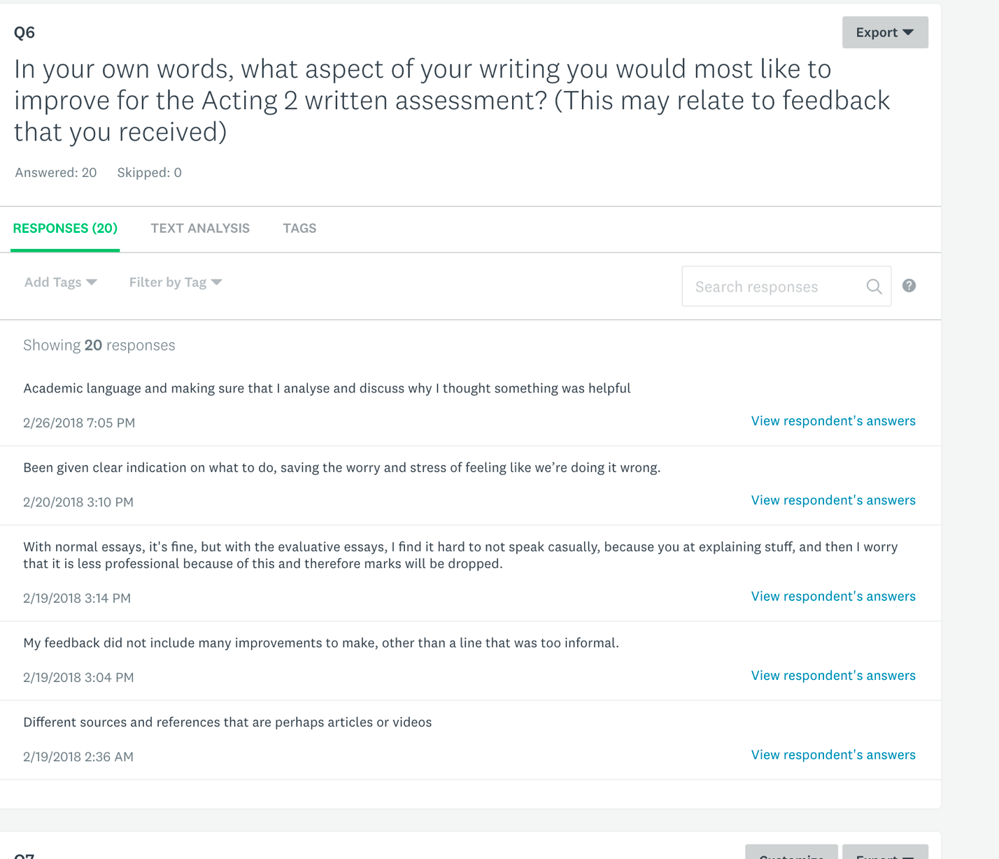 Q6
Export
In your own words, what aspect of your writing you would most like to
improve for the Acting 2 written assessment? (This may relate to feedback
that you received)
Answered: 20 Skipped: 0
RESPONSES (20) TEXT ANALYSIS TAGS
Add Tags Filter by Tag Search responses ?
Showing 20 responses
Academic language and making sure that I analyse and discuss why I thought something was helpful
2/26/2018 7:05 PM View respondent's answers
Been given clear indication on what to do, saving the worry and stress of feeling like we’re doing it wrong.
2/20/2018 3:10 PM View respondent's answers
With normal essays, it's fine, but with the evaluative essays, I find it hard to not speak casually, because you at explaining stuff, and then I worry
that it is less professional because of this and therefore marks will be dropped.
2/19/2018 3:14 PM View respondent's answers
My feedback did not include many improvements to make, other than a line that was too informal.
2/19/2018 3:04 PM View respondent's answers
Different sources and references that are perhaps articles or videos
2/19/2018 2:36 AM View respondent's answers
Q7 Customize Export